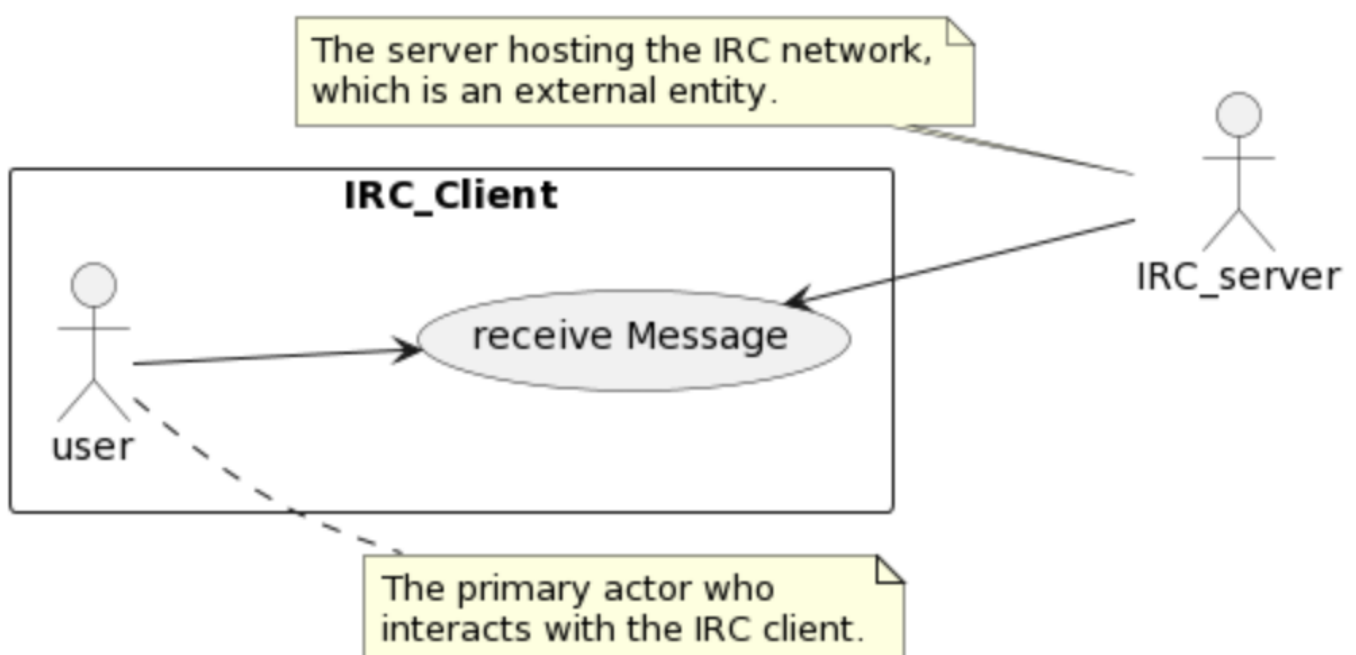 The server hosting the IRC network,
which is an external entity.
IRC_server
IRC_Client
receive Message
user
The primary actor who
interacts with the IRC client.